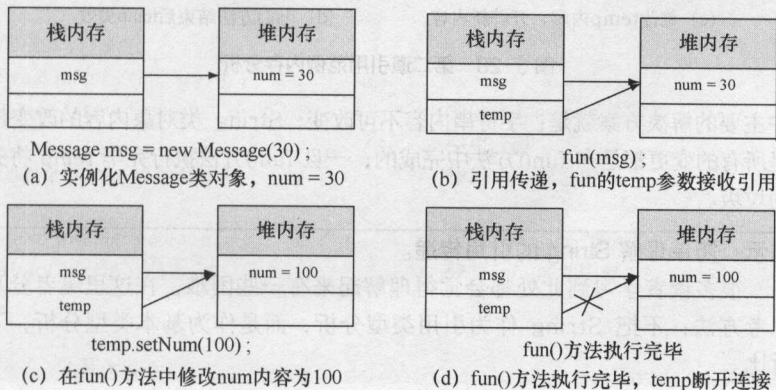 栈内存 堆内存
msg num = 30
Message msg = new Message(30) ;
(a) 实例化Message类对象，num = 30
栈内存 堆内存
msg num = 30
temp
fun(msg) ;
(b) 引用传递，fun的temp参数接收引用
栈内存 堆内存
msg num = 100
temp
temp.setNum(100) ;
(c) 在fun()方法中修改num内容为100
栈内存 堆内存
msg num = 100
temp
fun()方法执行完毕
(d) fun()方法执行完毕，temp断开连接